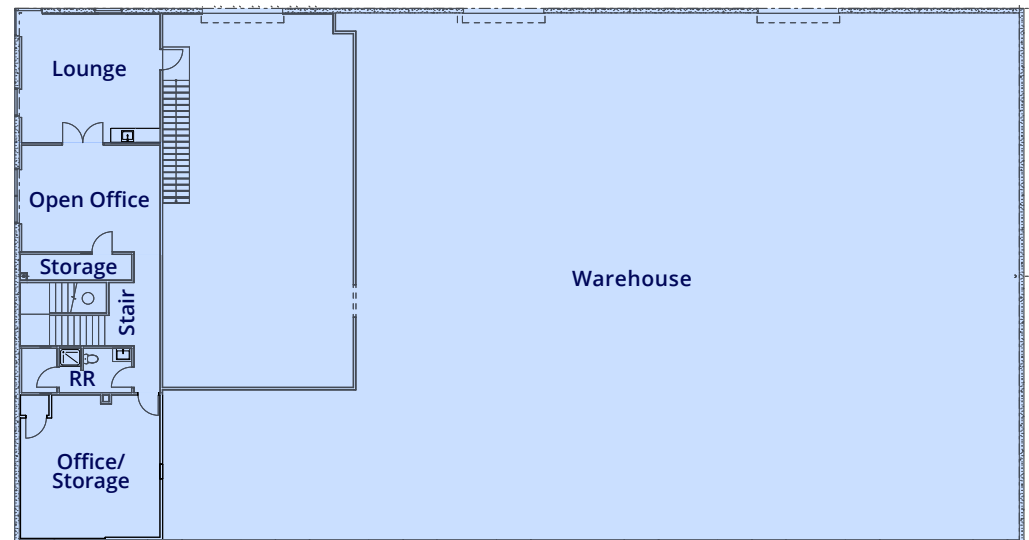 Lounge
Open Office
Storage
Warehouse
Stair
RR
Office/
Storage